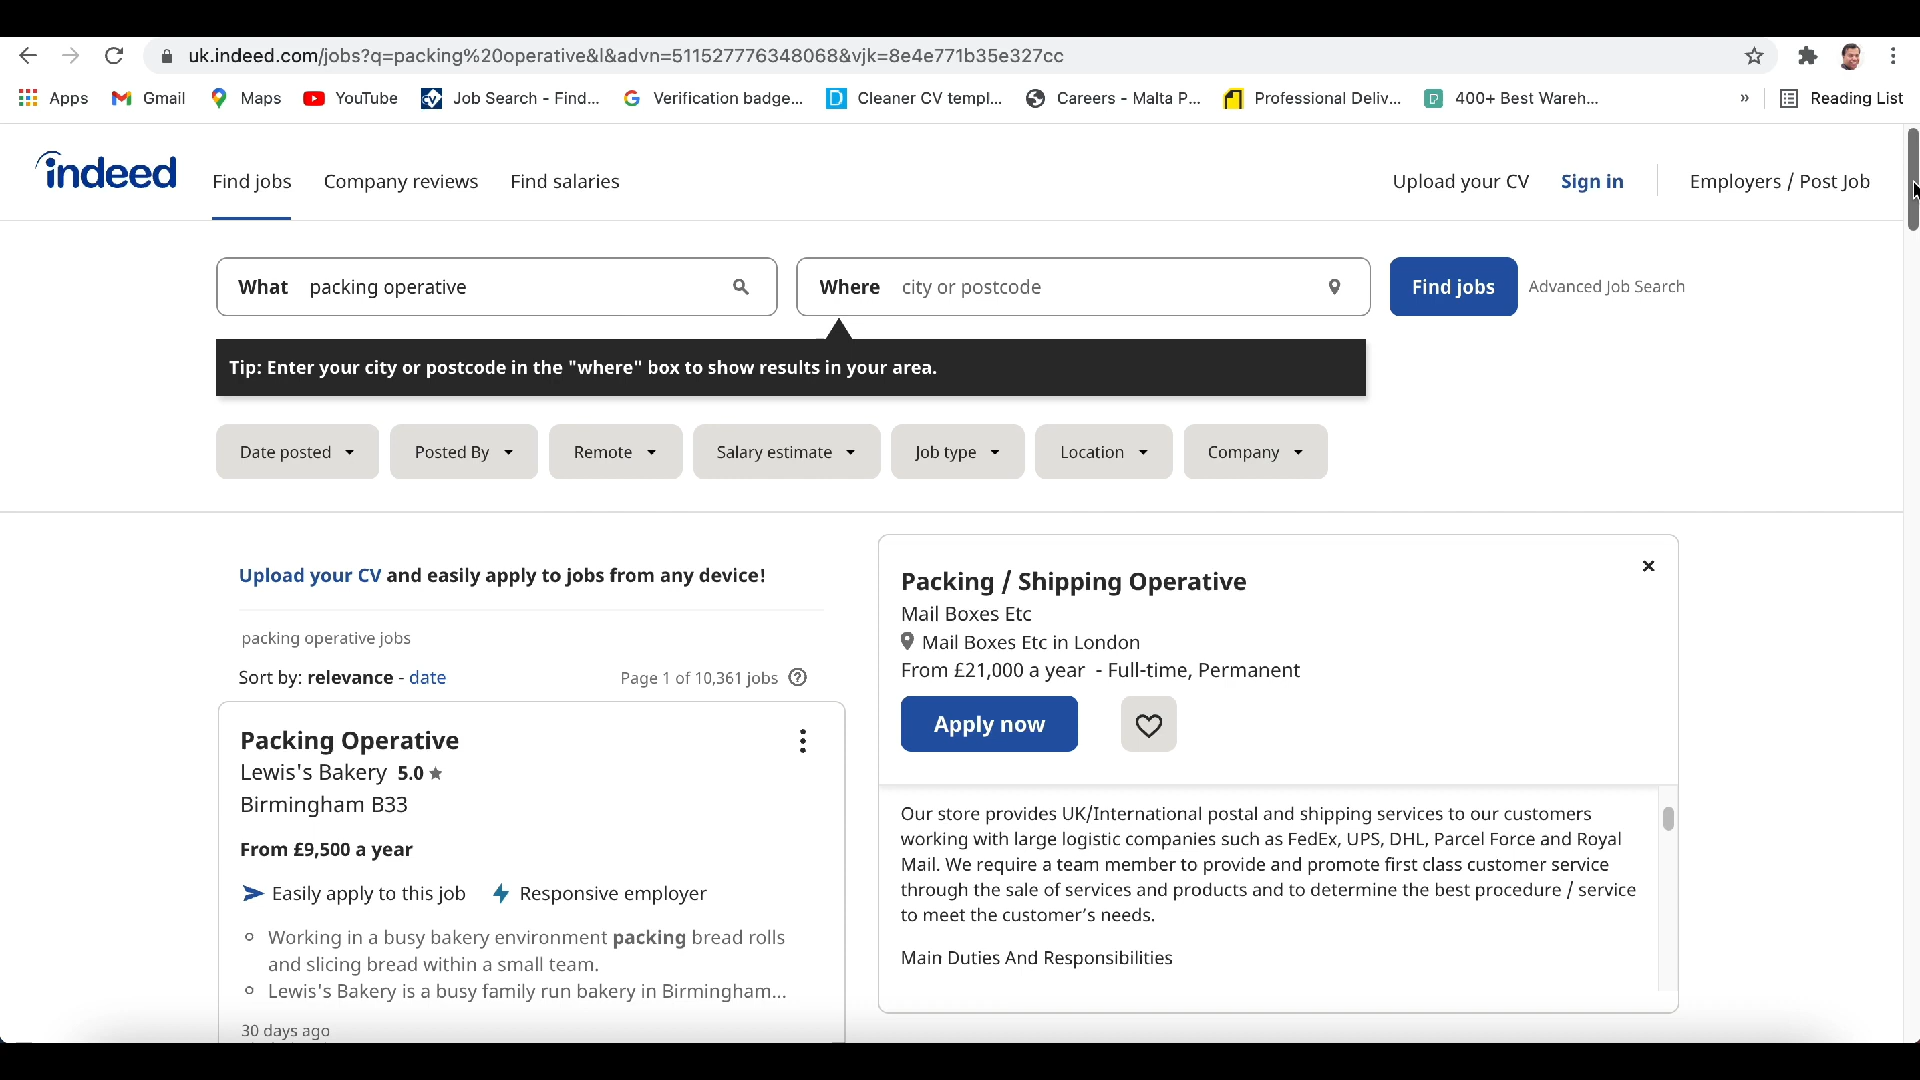 uk.indeed.com/jobs?q=packing%20operative&l&advn=511527776348068&vjk=8e4e771b35e327cc
Apps Gmail Maps YouTube Job Search - Find... Verification badge... Cleaner CV templ... Careers - Malta P... Professional Deliv... 400+ Best Wareh... » Reading List
indeed Find jobs Company reviews Find salaries Upload your CV Sign in Employers / Post Job
What packing operative Where city or postcode Find jobs Advanced Job Search
Tip: Enter your city or postcode in the "where" box to show results in your area.
Date posted Posted By Remote Salary estimate Job type Location Company
Upload your CV and easily apply to jobs from any device!
packing operative jobs
Sort by: relevance - date Page 1 of 10,361 jobs ?
Packing Operative
Lewis's Bakery 5.0
Birmingham B33
From £9,500 a year
Easily apply to this job Responsive employer
Working in a busy bakery environment packing bread rolls
and slicing bread within a small team.
Lewis's Bakery is a busy family run bakery in Birmingham...
30 days ago
Packing / Shipping Operative
Mail Boxes Etc
Mail Boxes Etc in London
From £21,000 a year - Full-time, Permanent
Apply now
Our store provides UK/International postal and shipping services to our customers
working with large logistic companies such as FedEx, UPS, DHL, Parcel Force and Royal
Mail. We require a team member to provide and promote first class customer service
through the sale of services and products and to determine the best procedure / service
to meet the customer's needs.
Main Duties And Responsibilities